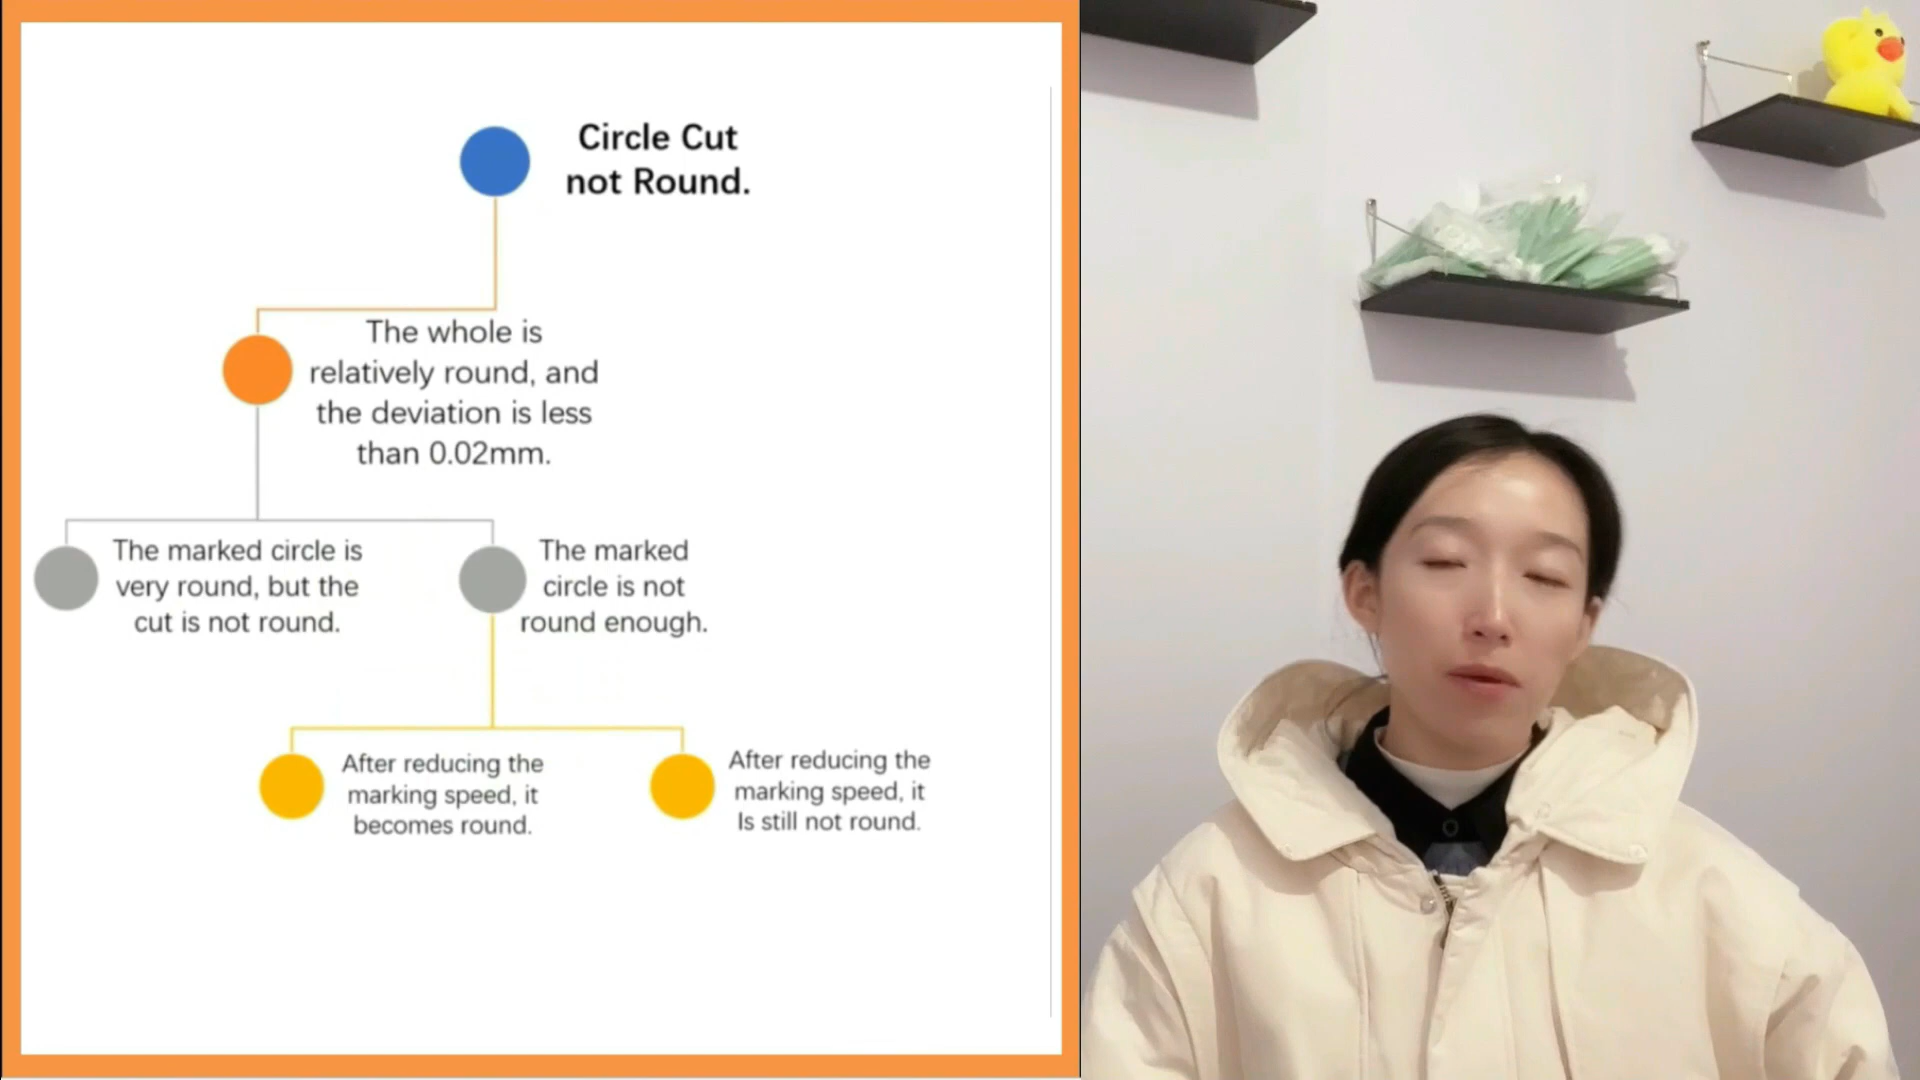 Circle Cut
not Round.
The whole is
relatively round, and
the deviation is less
than 0.02mm.
The marked circle is
very round, but the
cut is not round.
The marked
circle is not
round enough.
After reducing the
marking speed, it
becomes round.
After reducing the
marking speed, it
Is still not round.